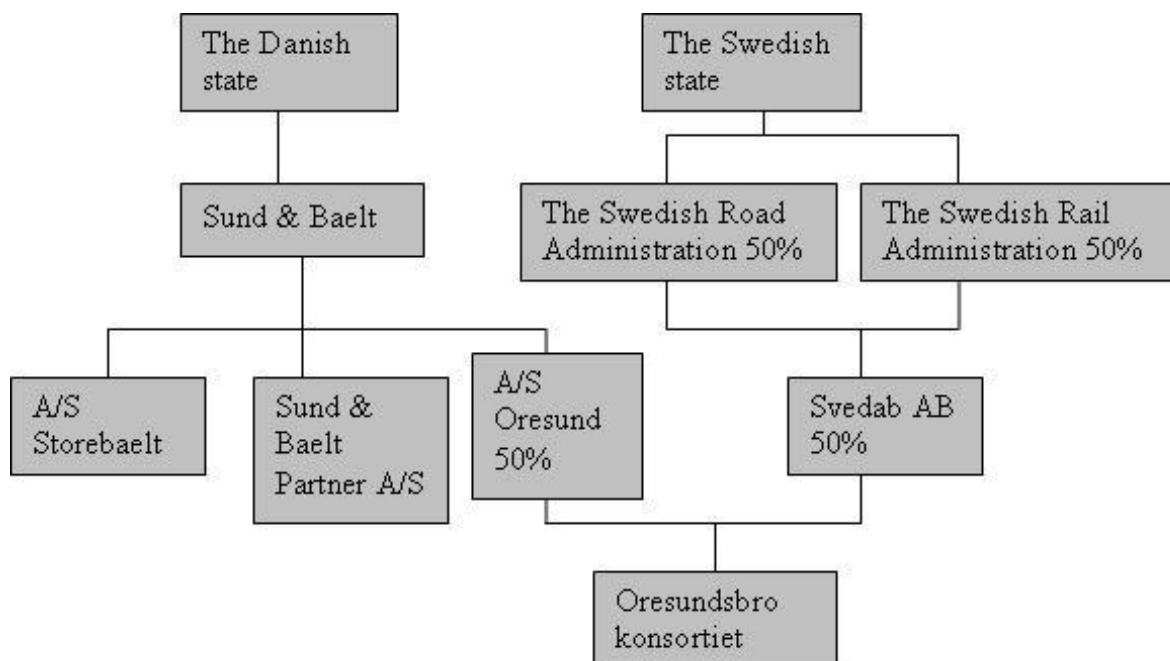 The Danish
state
The Swedish
state
Sund & Baelt
The Swedish Road
Administration 50%
The Swedish Rail
Administration 50%
A/S
Storebaelt
Sund &
Baelt
Partner A/S
A/S
Oresund
50%
Svedab AB
50%
Oresundsbro
konsortiet